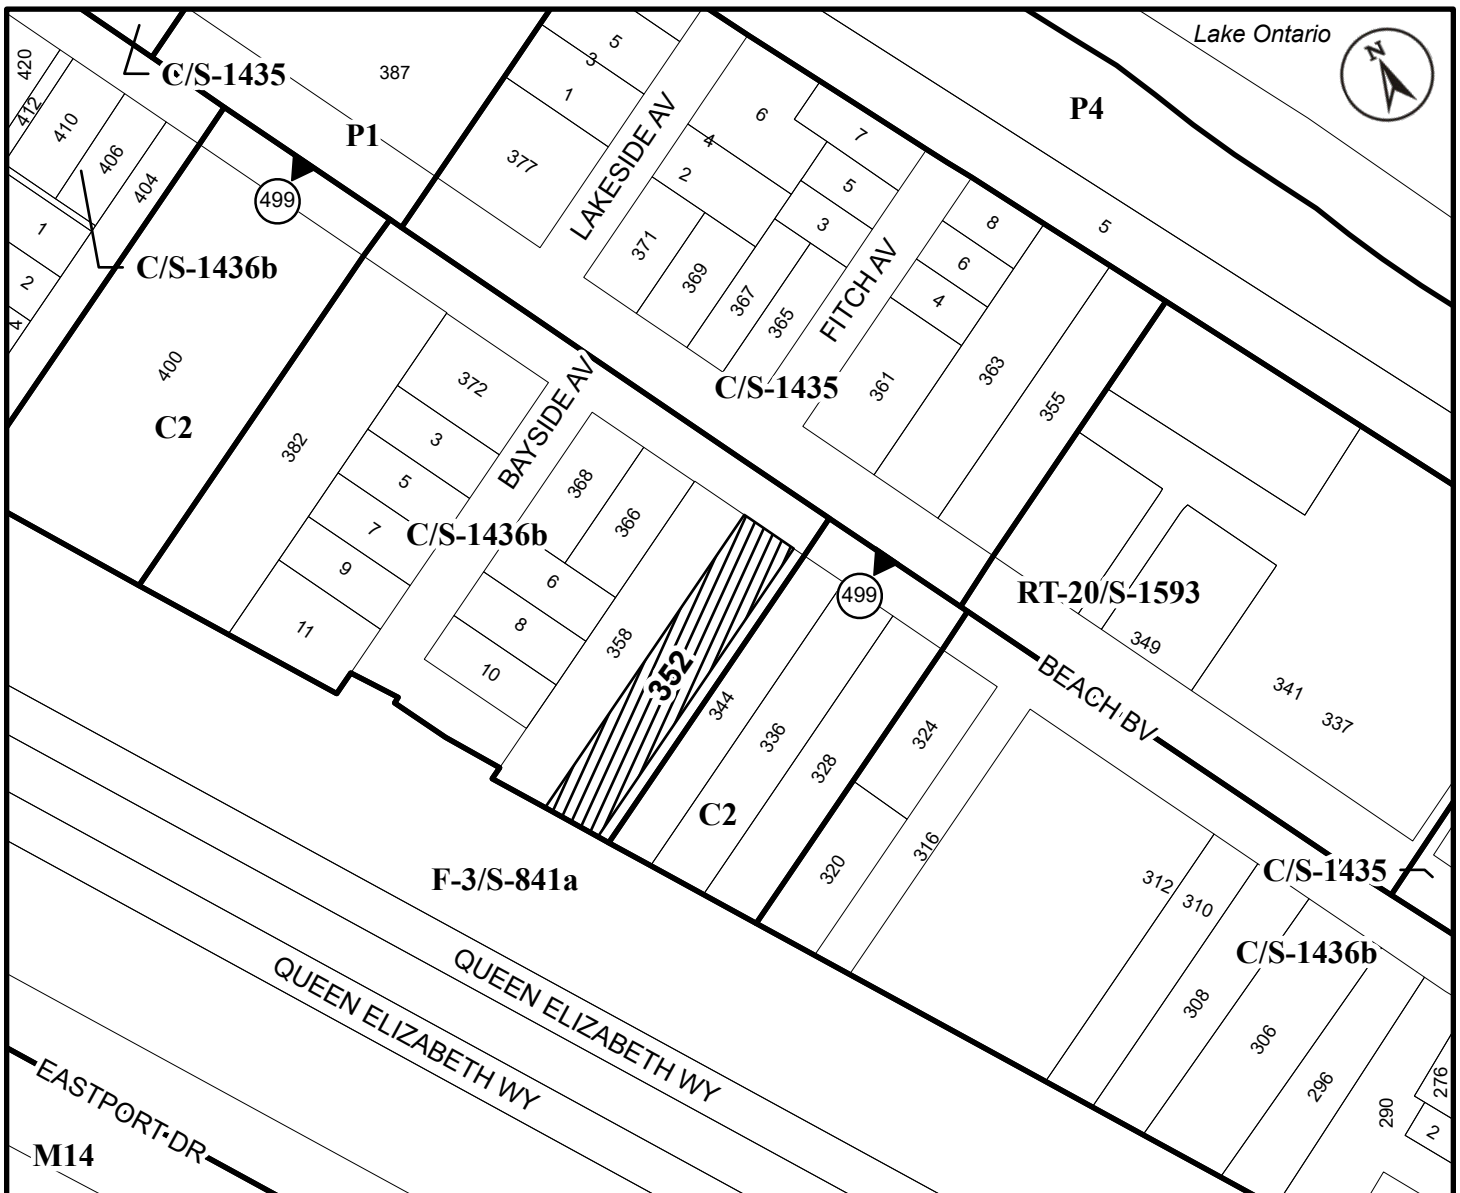 Lake Ontario
N
420
C/S-1435
387
5
3
1
P1
P4
412
410
406
404
377
LAKESIDE AV
6
7
4
2
5
3
8
5
499
1
C/S-1436b
2
4
371
369
367
365
FITCH AV
6
4
400
C2
382
372
3
5
7
9
11
BAYSIDE AV
C/S-1435
361
363
355
368
366
C/S-1436b
6
8
10
358
352
499
RT-20/S-1593
349
341
337
BEACH BV
344
336
328
C2
324
320
316
312
310
C/S-1435
C/S-1436b
308
306
296
290
276
2
F-3/S-841a
QUEEN ELIZABETH WY
QUEEN ELIZABETH WY
EASTPORT DR
M14